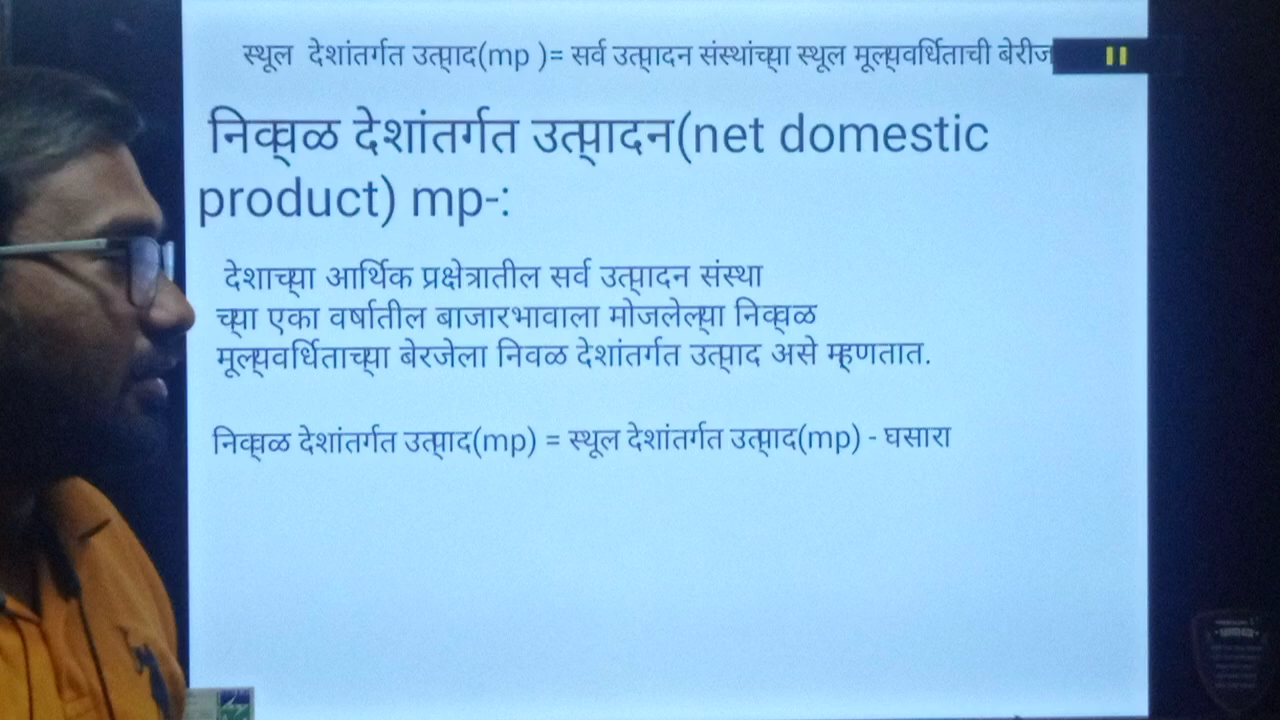 स्थूल देशांतर्गत उत्पाद(mp )= सर्व उत्पादन संस्थांच्या स्थूल मूल्यवर्धिताची बेरीज
निव्वळ देशांतर्गत उत्पादन(net domestic
product) mp-:
देशाच्या आर्थिक प्रक्षेत्रातील सर्व उत्पादन संस्था
च्या एका वर्षातील बाजारभावाला मोजलेल्या निव्वळ
मूल्यवर्धिताच्या बेरजेला निवळ देशांतर्गत उत्पाद असे म्हणतात.
निव्वळ देशांतर्गत उत्पाद(mp) = स्थूल देशांतर्गत उत्पाद(mp) - घसारा